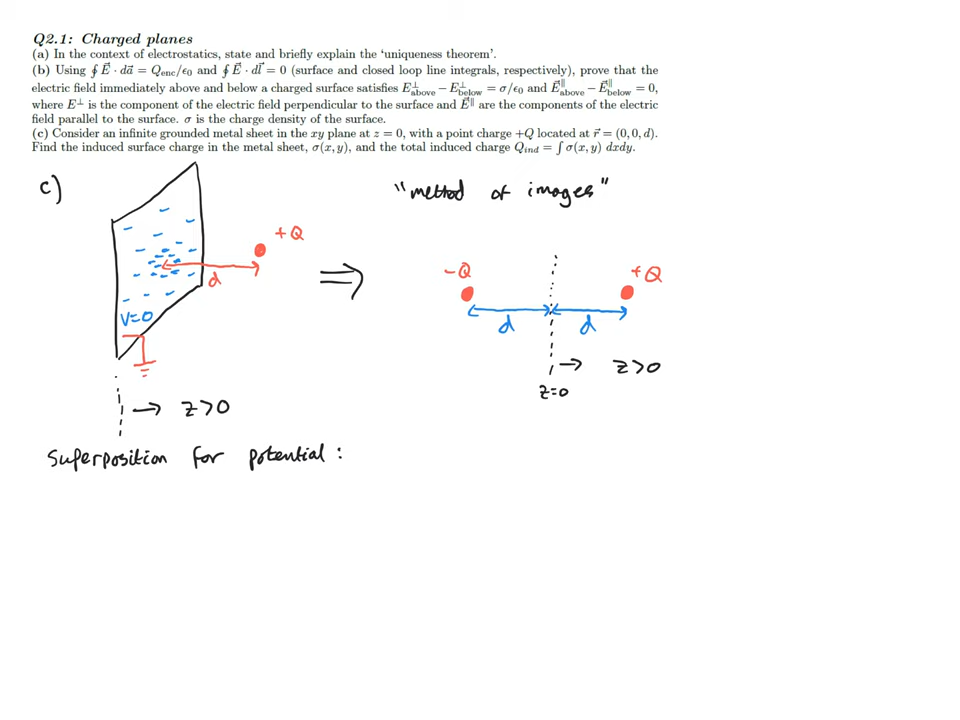 Q2.1: Charged planes
(a) In the context of electrostatics, state and briefly explain the 'uniqueness theorem'.
(b) Using ∮ E⃗ · da⃗ = Q_enc/ϵ₀ and ∮ E⃗ · dl⃗ = 0 (surface and closed loop line integrals, respectively), prove that the
electric field immediately above and below a charged surface satisfies E^⊥_above − E^⊥_below = σ/ϵ₀ and E⃗^∥_above − E⃗^∥_below = 0,
where E^⊥ is the component of the electric field perpendicular to the surface and E⃗^∥ are the components of the electric
field parallel to the surface. σ is the charge density of the surface.
(c) Consider an infinite grounded metal sheet in the xy plane at z = 0, with a point charge +Q located at r⃗ = (0, 0, d).
Find the induced surface charge in the metal sheet, σ(x, y), and the total induced charge Q_ind = ∫ σ(x, y) dxdy.
c)
"method of images"
+Q
d
V=0
→ z>0
⇒
-Q
+Q
d
d
→ z>0
z=0
Superposition for potential :